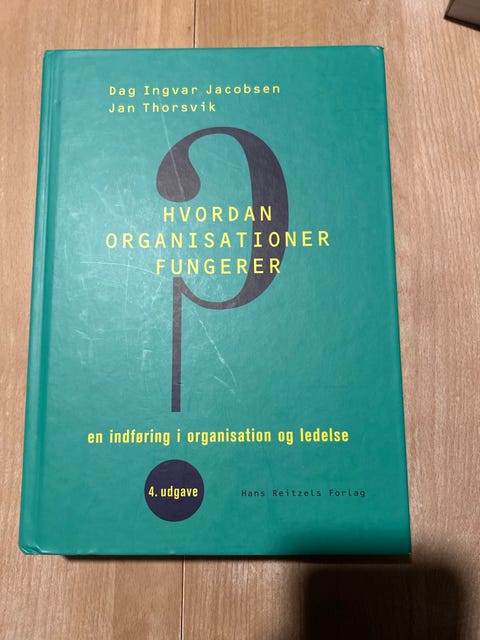 Dag Ingvar Jacobsen
Jan Thorsvik
HVORDAN
ORGANISATIONER
FUNGERER
en indføring i organisation og ledelse
4. udgave
Hans Reitzels Forlag